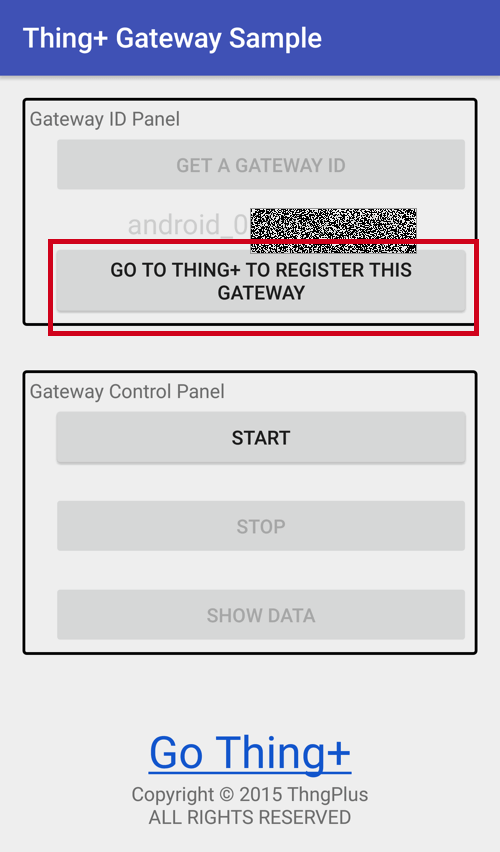 Thing+ Gateway Sample
Gateway ID Panel
GET A GATEWAY ID
android_0
GO TO THING+ TO REGISTER THIS
GATEWAY
Gateway Control Panel
START
STOP
SHOW DATA
Go Thing+
Copyright © 2015 ThngPlus
ALL RIGHTS RESERVED